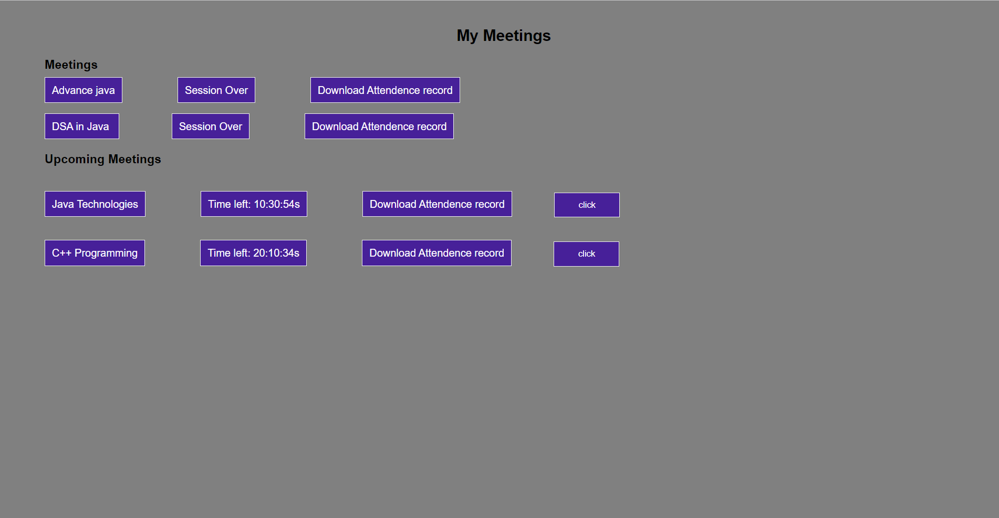 My Meetings
Meetings
Advance java Session Over Download Attendence record
DSA in Java Session Over Download Attendence record
Upcoming Meetings
Java Technologies Time left: 10:30:54s Download Attendence record click
C++ Programming Time left: 20:10:34s Download Attendence record click